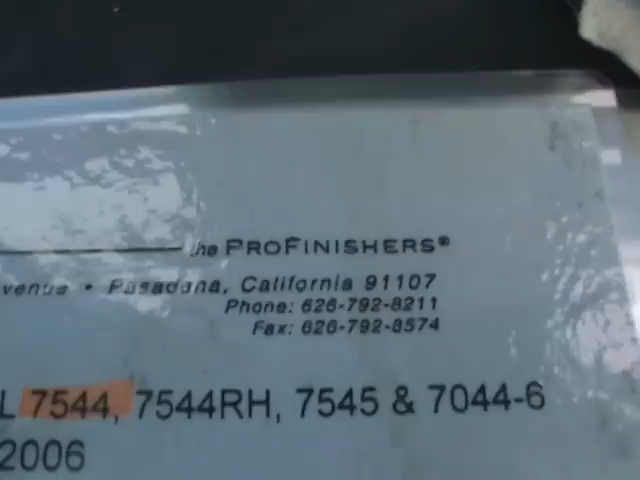 the PROFINISHERS®
venue • Pasadena, California 91107
Phone: 626-792-8211
Fax: 626-792-8574
L 7544, 7544RH, 7545 & 7044-6
2006